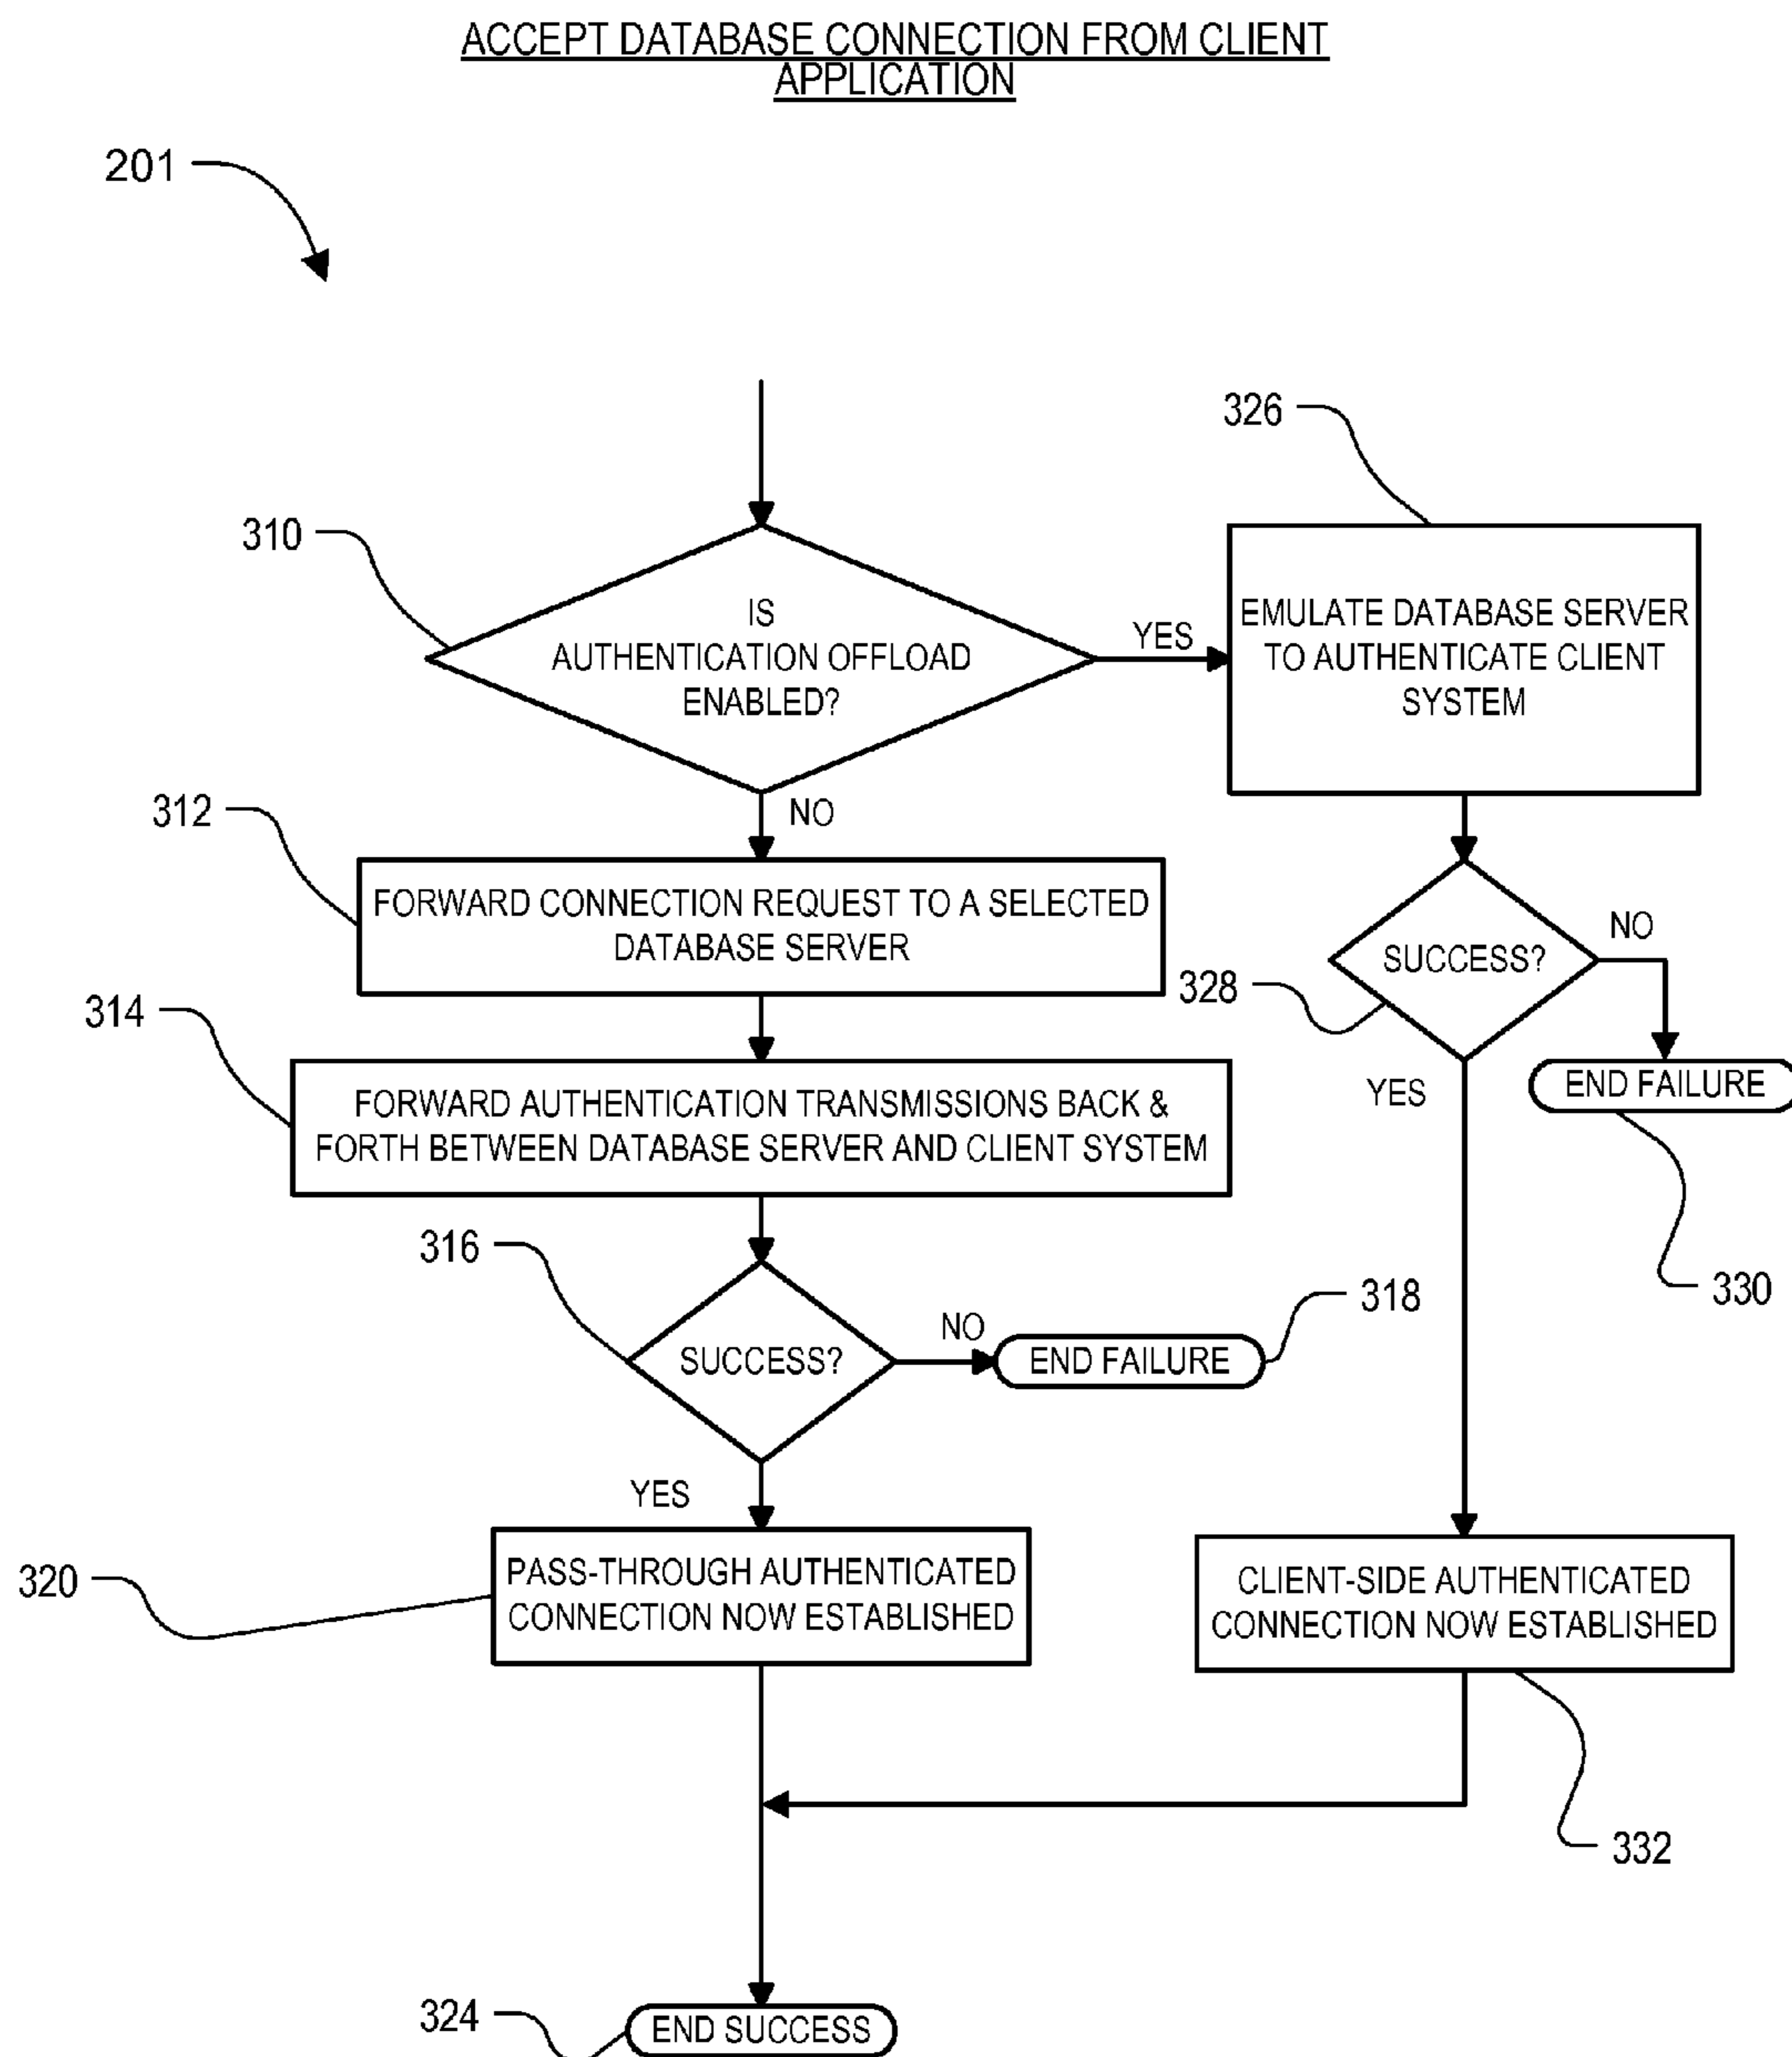 ACCEPT DATABASE CONNECTION FROM CLIENT
APPLICATION
201
326
310
IS
AUTHENTICATION OFFLOAD
ENABLED?
YES
EMULATE DATABASE SERVER
TO AUTHENTICATE CLIENT
SYSTEM
NO
312
FORWARD CONNECTION REQUEST TO A SELECTED
DATABASE SERVER
SUCCESS?
NO
328
314
YES
END FAILURE
FORWARD AUTHENTICATION TRANSMISSIONS BACK &
FORTH BETWEEN DATABASE SERVER AND CLIENT SYSTEM
330
316
SUCCESS?
NO
END FAILURE
318
YES
320
PASS-THROUGH AUTHENTICATED
CONNECTION NOW ESTABLISHED
CLIENT-SIDE AUTHENTICATED
CONNECTION NOW ESTABLISHED
332
324
END SUCCESS